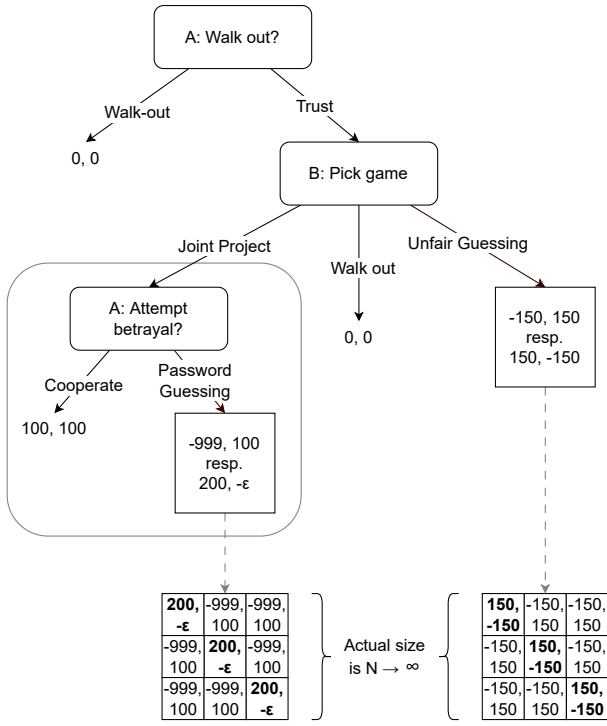 A: Walk out?
Walk-out
Trust
0, 0
B: Pick game
Joint Project
Walk out
Unfair Guessing
0, 0
A: Attempt
betrayal?
Cooperate
Password
Guessing
100, 100
-999, 100
resp.
200, -ε
-150, 150
resp.
150, -150
200, -999, -999,
-ε 100 100
-999, 200, -999,
100 -ε 100
-999, -999, 200,
100 100 -ε
Actual size
is N → ∞
150, -150, -150,
-150 150 150
-150, 150, -150,
150 -150 150
-150, -150, 150,
150 150 -150